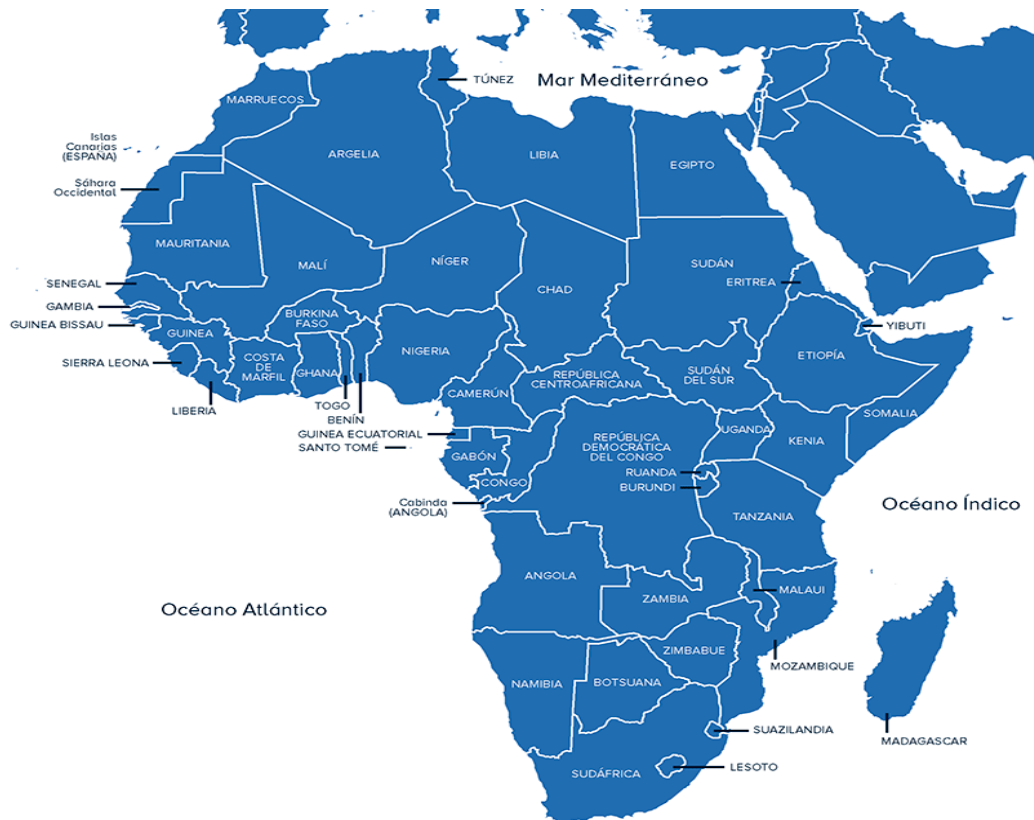 TÚNEZ
Mar Mediterráneo
MARRUECOS
Islas
Canarias
(ESPAÑA)
ARGELIA
LIBIA
EGIPTO
Sáhara
Occidental
MAURITANIA
MALÍ
NÍGER
CHAD
SUDÁN
ERITREA
SENEGAL
GAMBIA
GUINEA BISSAU
GUINEA
BURKINA
FASO
YIBUTI
SIERRA LEONA
COSTA
DE
MARFIL
GHANA
NIGERIA
ETIOPÍA
REPÚBLICA
CENTROAFRICANA
SUDÁN
DEL SUR
CAMERÚN
LIBERIA
TOGO
BENÍN
SOMALIA
GUINEA ECUATORIAL
SANTO TOMÉ
GABÓN
CONGO
REPÚBLICA
DEMOCRÁTICA
DEL CONGO
UGANDA
KENIA
RUANDA
BURUNDI
Cabinda
(ANGOLA)
TANZANIA
Océano Índico
ANGOLA
ZAMBIA
MALAUI
Océano Atlántico
ZIMBABUE
MOZAMBIQUE
NAMIBIA
BOTSUANA
SUAZILANDIA
MADAGASCAR
SUDÁFRICA
LESOTO